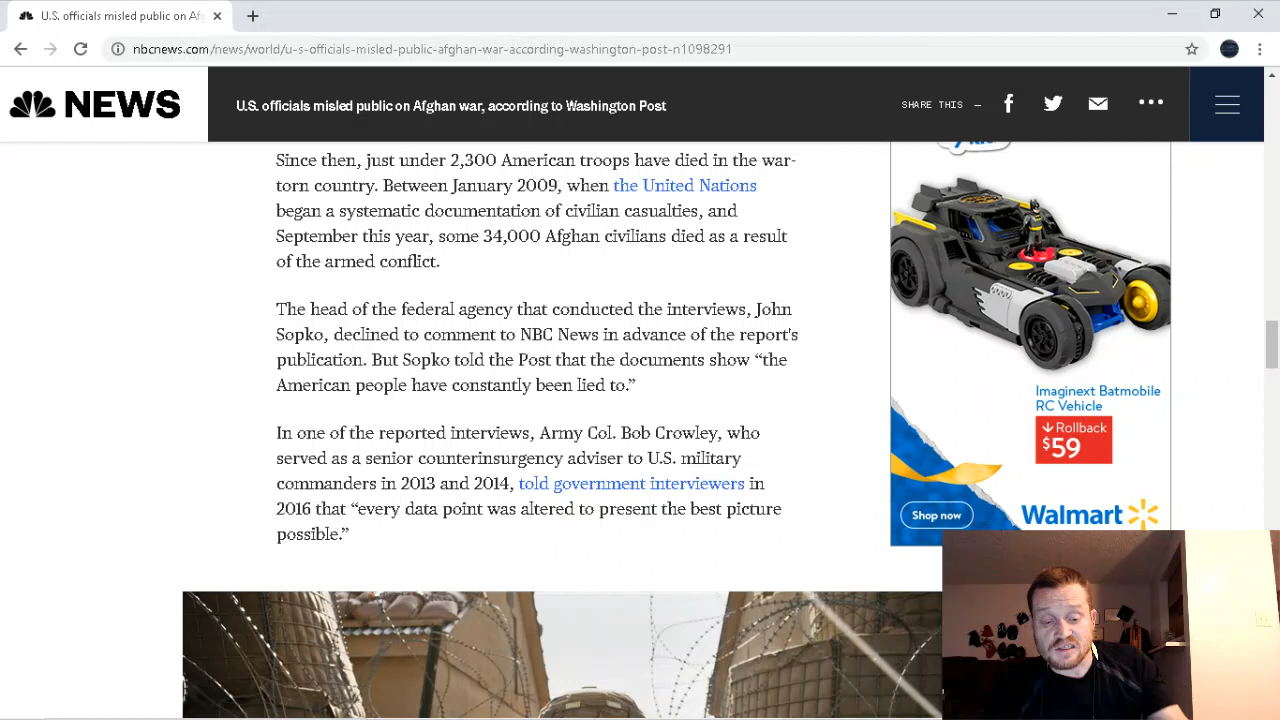 U.S. officials misled public on Af
nbcnews.com/news/world/u-s-officials-misled-public-afghan-war-according-washington-post-n1098291
NEWS
U.S. officials misled public on Afghan war, according to Washington Post
SHARE THIS —
Since then, just under 2,300 American troops have died in the war-
torn country. Between January 2009, when the United Nations
began a systematic documentation of civilian casualties, and
September this year, some 34,000 Afghan civilians died as a result
of the armed conflict.
The head of the federal agency that conducted the interviews, John
Sopko, declined to comment to NBC News in advance of the report's
publication. But Sopko told the Post that the documents show “the
American people have constantly been lied to.”
In one of the reported interviews, Army Col. Bob Crowley, who
served as a senior counterinsurgency adviser to U.S. military
commanders in 2013 and 2014, told government interviewers in
2016 that “every data point was altered to present the best picture
possible.”
Imaginext Batmobile
RC Vehicle
Rollback
$59
Shop now
Walmart